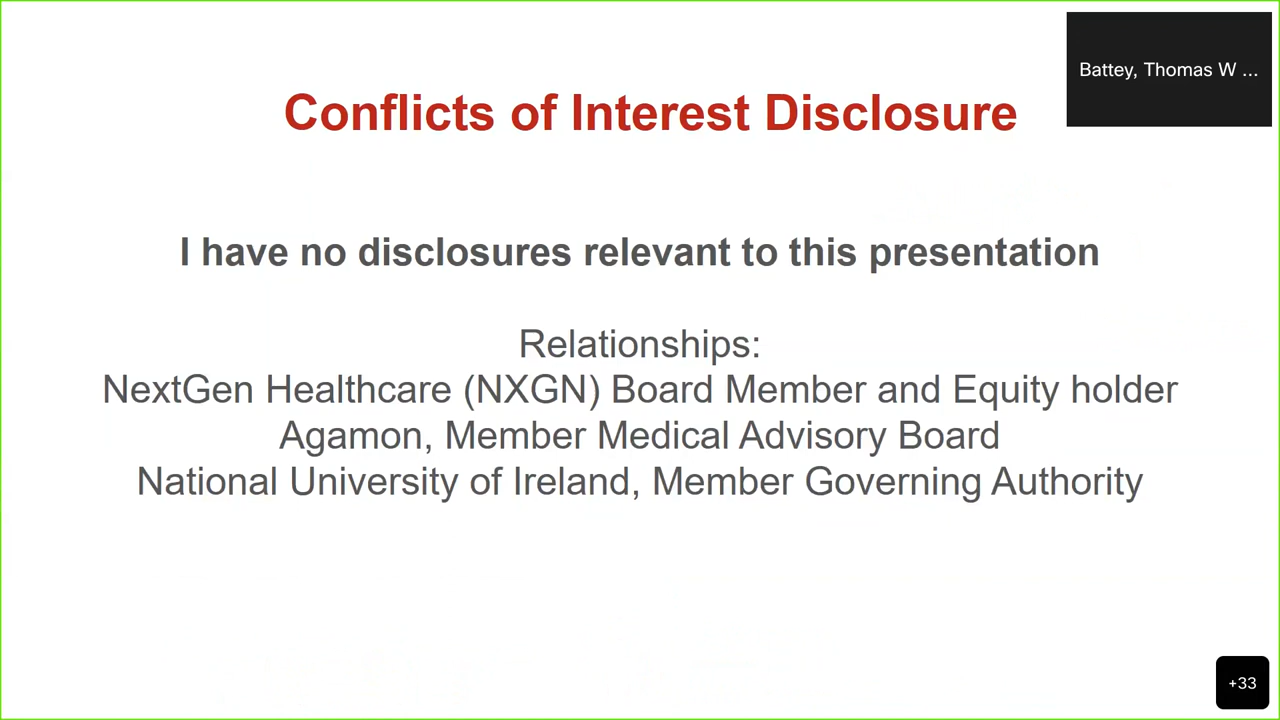 Battey, Thomas W ...
Conflicts of Interest Disclosure
I have no disclosures relevant to this presentation
Relationships:
NextGen Healthcare (NXGN) Board Member and Equity holder
Agamon, Member Medical Advisory Board
National University of Ireland, Member Governing Authority
+33